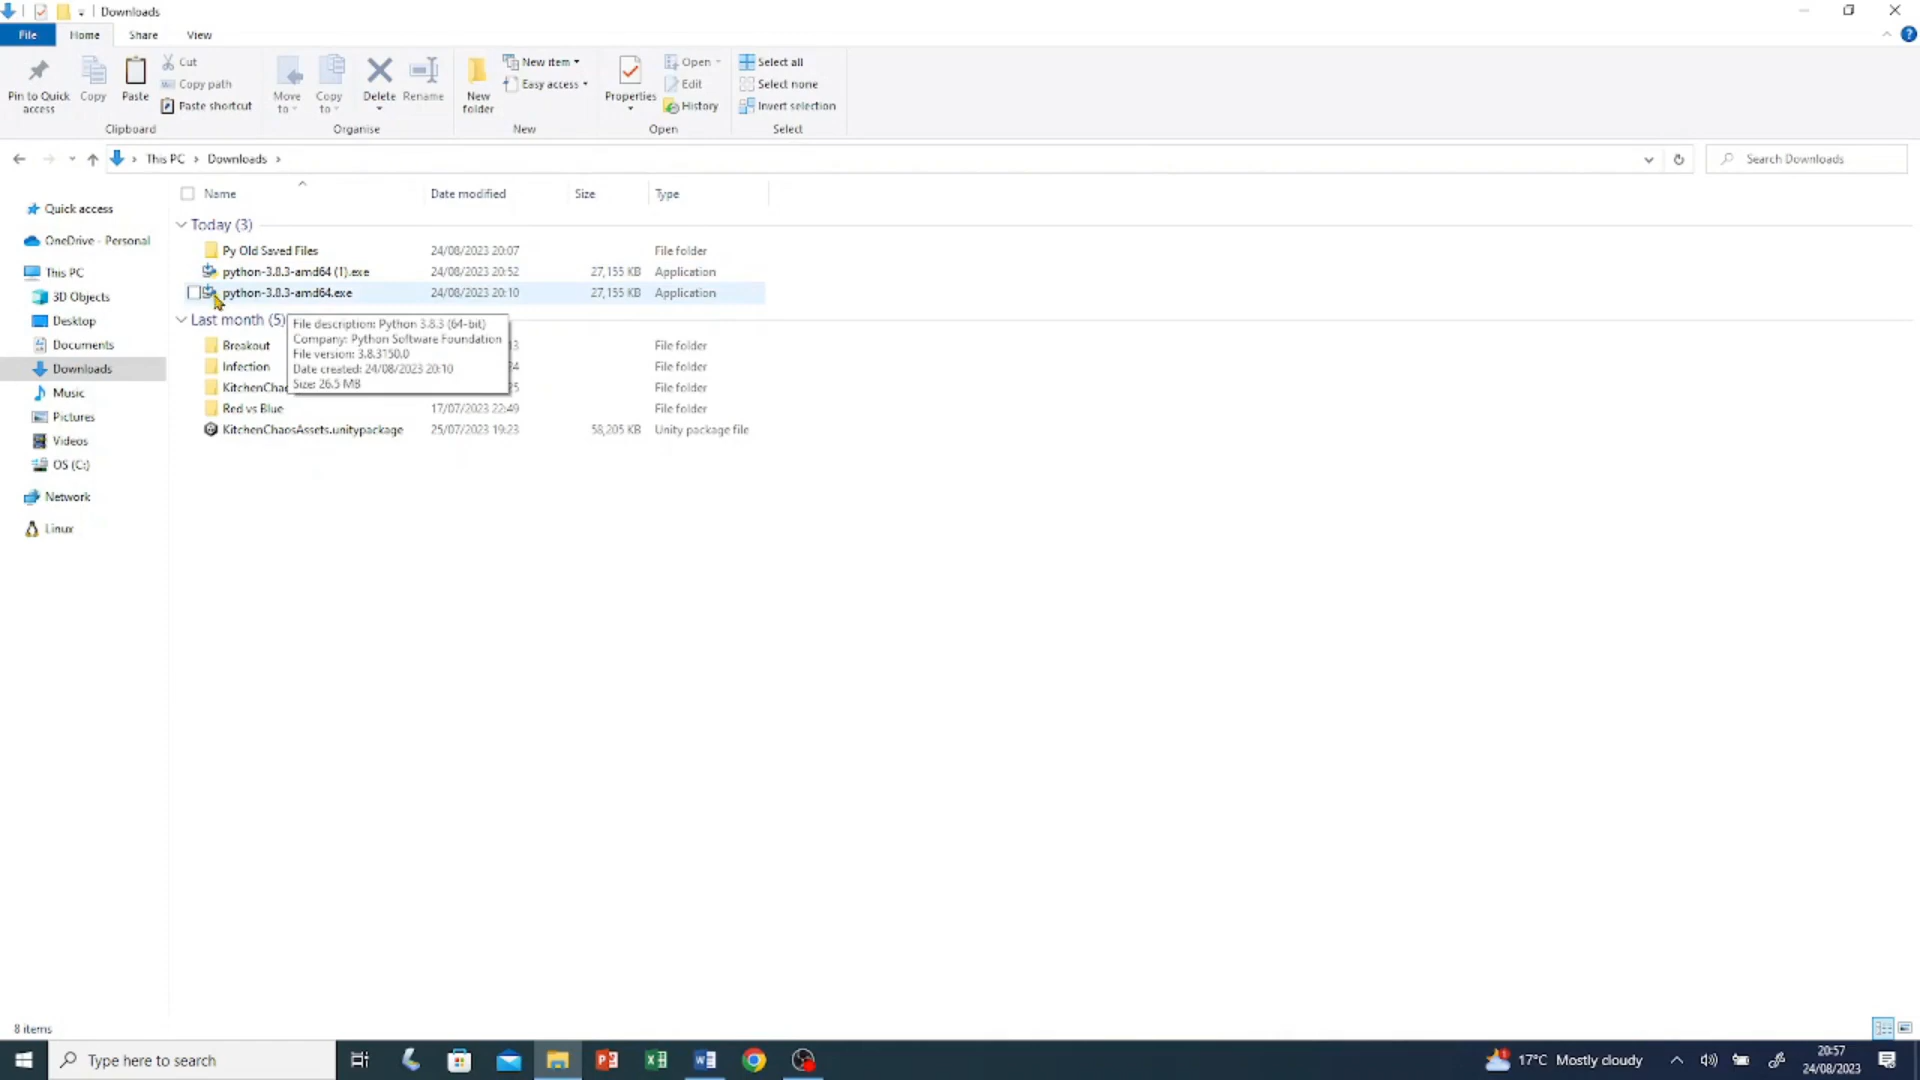 Downloads
File Home Share View
Pin to Quick access
Copy
Paste
Cut
Copy path
Paste shortcut
Clipboard
Move to
Copy to
Delete
Rename
Organise
New folder
New item
Easy access
New
Properties
Open
Edit
History
Open
Select all
Select none
Invert selection
Select
This PC > Downloads >
Search Downloads
Name Date modified Size Type
Quick access
OneDrive - Personal
This PC
3D Objects
Desktop
Documents
Downloads
Music
Pictures
Videos
OS (C:)
Network
Linux
Today (3)
Py Old Saved Files 24/08/2023 20:07 File folder
python-3.8.3-amd64 (1).exe 24/08/2023 20:52 27,155 KB Application
python-3.8.3-amd64.exe 24/08/2023 20:10 27,155 KB Application
Last month (5)
File description: Python 3.8.3 (64-bit)
Company: Python Software Foundation
File version: 3.8.3150.0
Date created: 24/08/2023 20:10
Size: 26.5 MB
Breakout 3 File folder
Infection 4 File folder
KitchenChao 25 File folder
Red vs Blue 17/07/2023 22:49 File folder
KitchenChaosAssets.unitypackage 25/07/2023 19:23 58,205 KB Unity package file
8 items
Type here to search
17°C Mostly cloudy
20:57
24/08/2023